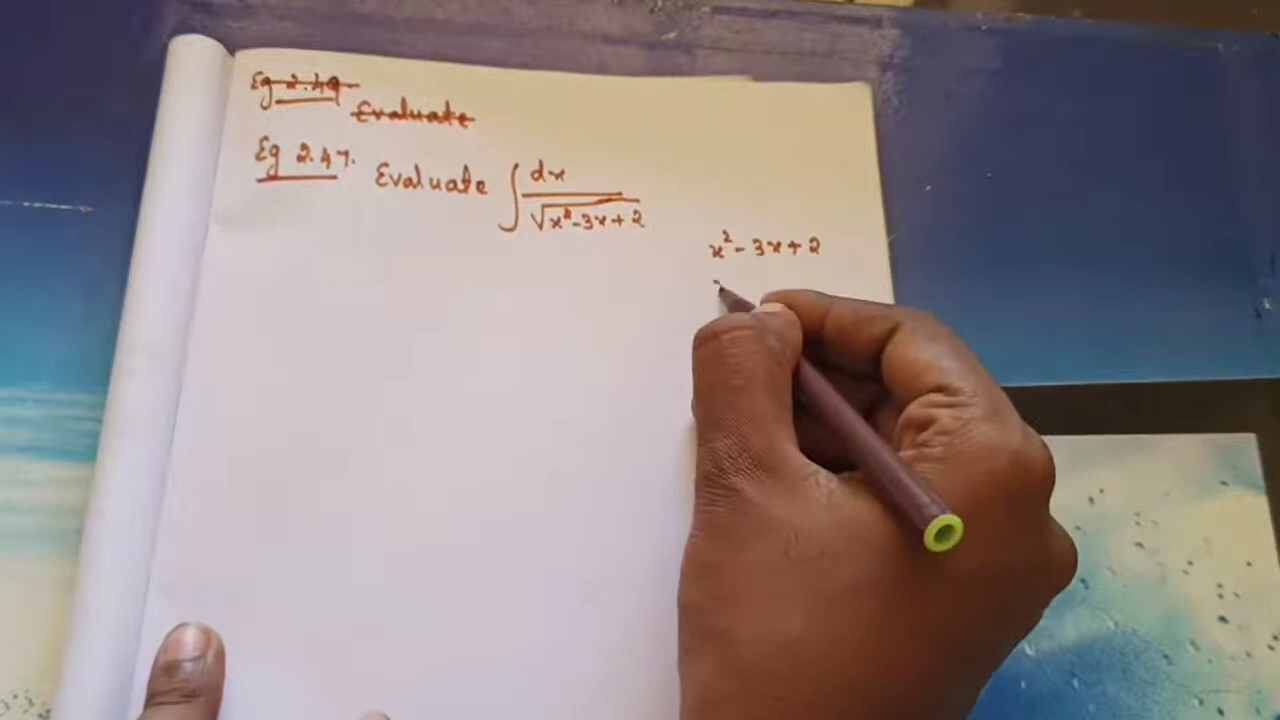 Eg 2.49
Evaluate
Eg 2.47. Evaluate ∫ dx / √(x²-3x+2)
x² - 3x + 2